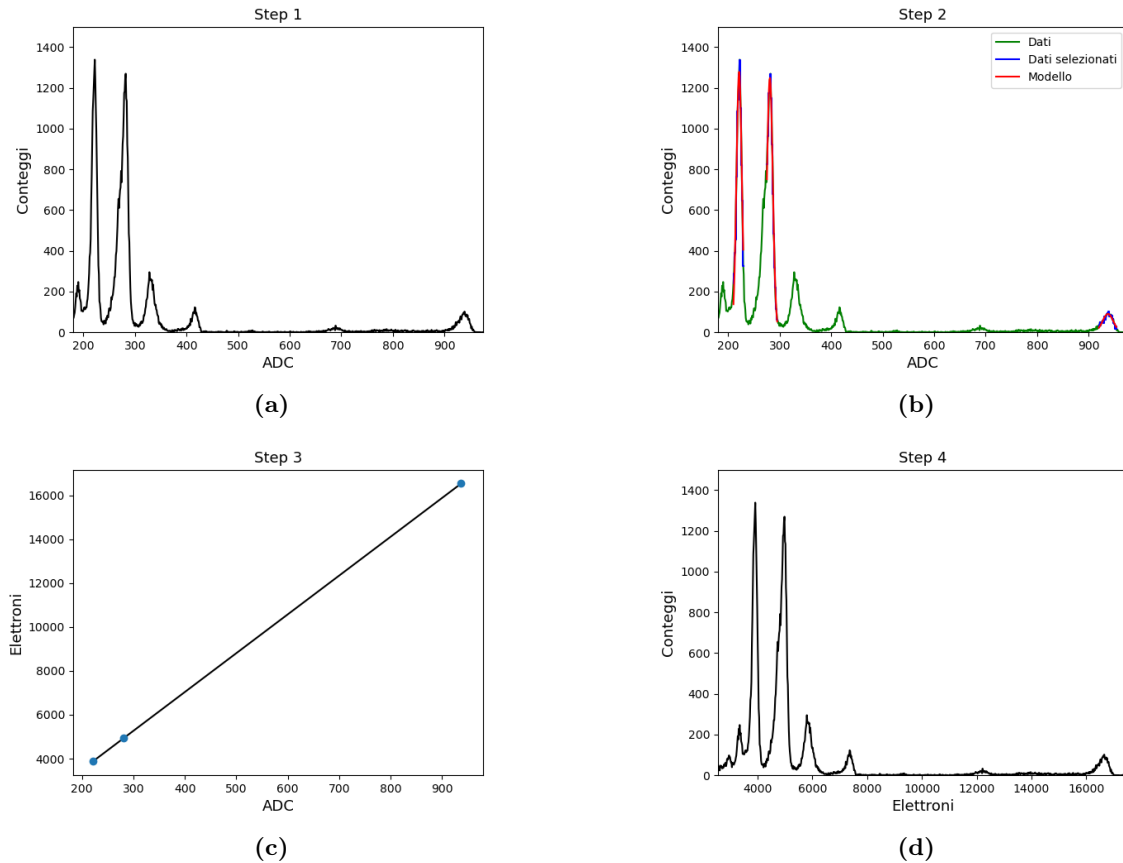 Step 1
Conteggi
1400
1200
1000
800
600
400
200
0
200 300 400 500 600 700 800 900
ADC
(a)
Step 2
Dati
Dati selezionati
Modello
Conteggi
1400
1200
1000
800
600
400
200
0
200 300 400 500 600 700 800 900
ADC
(b)
Step 3
Elettroni
16000
14000
12000
10000
8000
6000
4000
200 300 400 500 600 700 800 900
ADC
(c)
Step 4
Conteggi
1400
1200
1000
800
600
400
200
0
4000 6000 8000 10000 12000 14000 16000
Elettroni
(d)